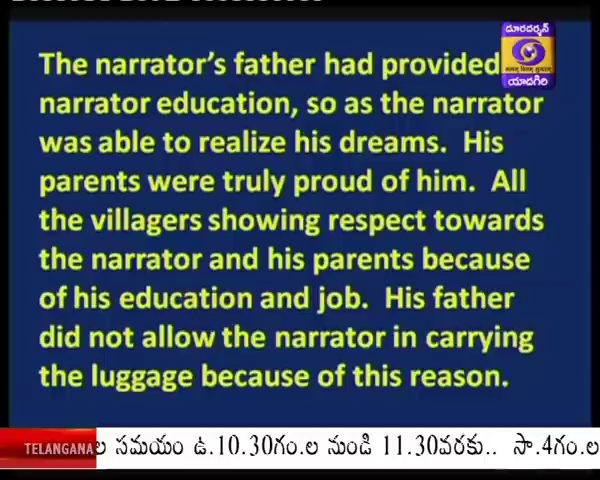 The narrator's father had provided
narrator education, so as the narrator
was able to realize his dreams.  His
parents were truly proud of him.  All
the villagers showing respect towards
the narrator and his parents because
of his education and job.  His father
did not allow the narrator in carrying
the luggage because of this reason.
దూరదర్శన్
యాదగిరి
TELANGANA
ల సమయం ఉ.10.30గం.ల నుండి 11.30వరకు.. సా.4గం.ల